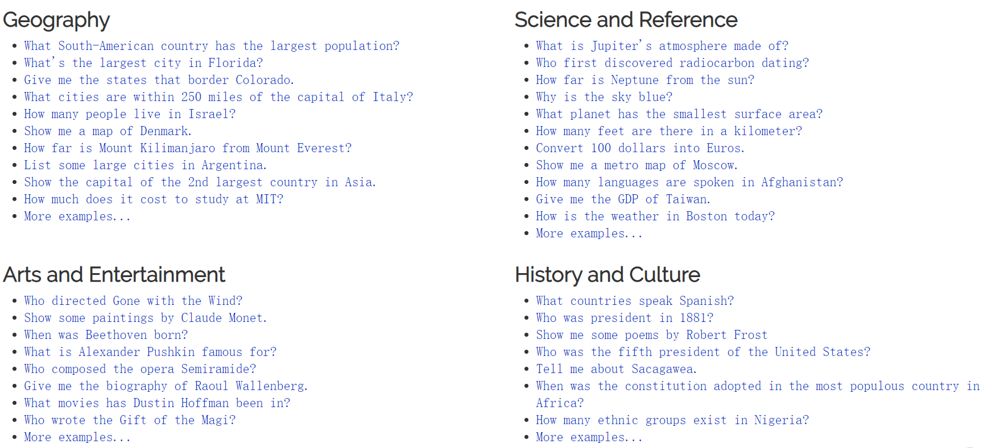 Geography
• What South-American country has the largest population?
• What's the largest city in Florida?
• Give me the states that border Colorado.
• What cities are within 250 miles of the capital of Italy?
• How many people live in Israel?
• Show me a map of Denmark.
• How far is Mount Kilimanjaro from Mount Everest?
• List some large cities in Argentina.
• Show the capital of the 2nd largest country in Asia.
• How much does it cost to study at MIT?
• More examples...
Science and Reference
• What is Jupiter's atmosphere made of?
• Who first discovered radiocarbon dating?
• How far is Neptune from the sun?
• Why is the sky blue?
• What planet has the smallest surface area?
• How many feet are there in a kilometer?
• Convert 100 dollars into Euros.
• Show me a metro map of Moscow.
• How many languages are spoken in Afghanistan?
• Give me the GDP of Taiwan.
• How is the weather in Boston today?
• More examples...
Arts and Entertainment
• Who directed Gone with the Wind?
• Show some paintings by Claude Monet.
• When was Beethoven born?
• What is Alexander Pushkin famous for?
• Who composed the opera Semiramide?
• Give me the biography of Raoul Wallenberg.
• What movies has Dustin Hoffman been in?
• Who wrote the Gift of the Magi?
• More examples...
History and Culture
• What countries speak Spanish?
• Who was president in 1881?
• Show me some poems by Robert Frost
• Who was the fifth president of the United States?
• Tell me about Sacagawea.
• When was the constitution adopted in the most populous country in
Africa?
• How many ethnic groups exist in Nigeria?
• More examples...